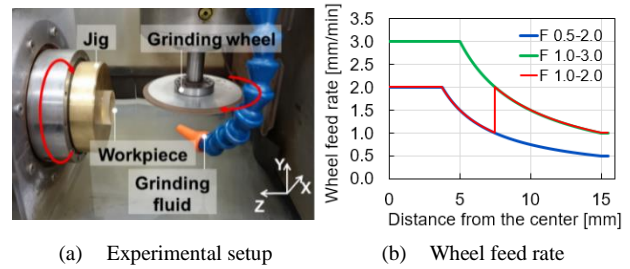 Jig
Grinding wheel
Workpiece
Grinding
fluid
Y
X
Z
Wheel feed rate [mm/min]
3.5
3.0
2.5
2.0
1.5
1.0
0.5
0.0
F 0.5-2.0
F 1.0-3.0
F 1.0-2.0
0 5 10 15
Distance from the center [mm]
(a) Experimental setup
(b) Wheel feed rate